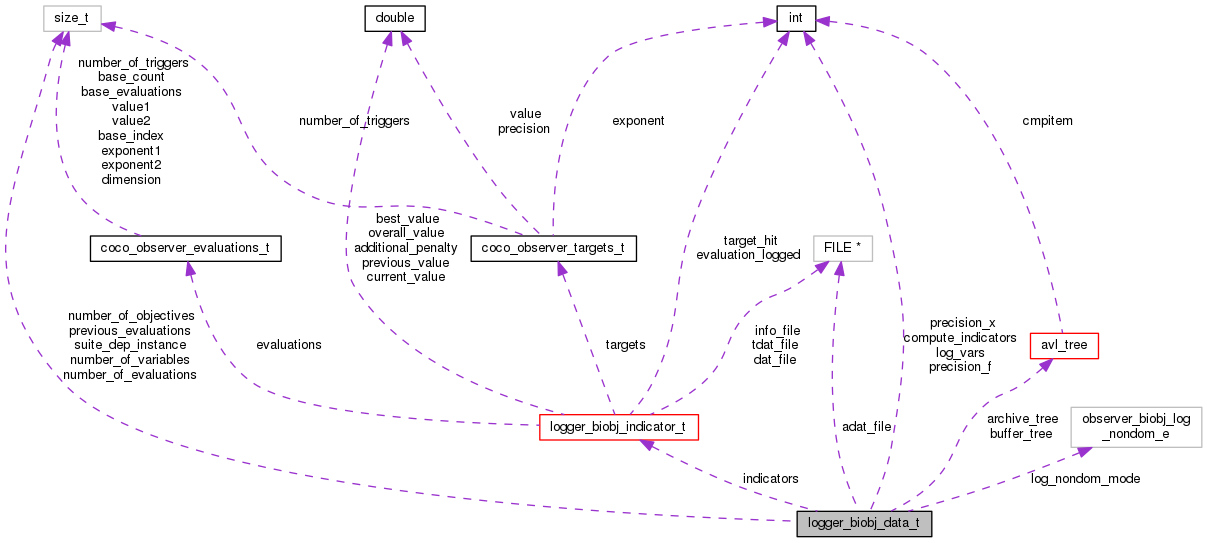 size_t
double
int
number_of_triggers
base_count
base_evaluations
value1
value2
base_index
exponent1
exponent2
dimension
number_of_triggers
value
precision
exponent
cmpitem
best_value
overall_value
additional_penalty
previous_value
current_value
coco_observer_evaluations_t
coco_observer_targets_t
target_hit
evaluation_logged
FILE *
number_of_objectives
previous_evaluations
suite_dep_instance
number_of_variables
number_of_evaluations
evaluations
targets
info_file
tdat_file
dat_file
precision_x
compute_indicators
log_vars
precision_f
avl_tree
logger_biobj_indicator_t
adat_file
archive_tree
buffer_tree
observer_biobj_log
_nondom_e
indicators
log_nondom_mode
logger_biobj_data_t